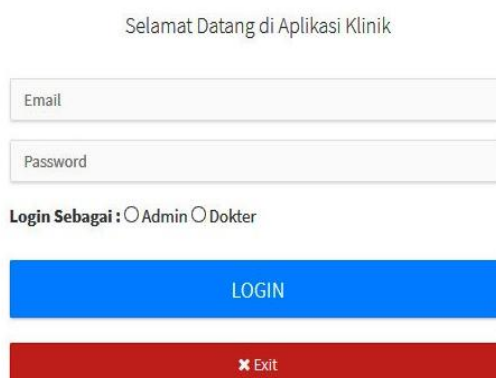 Selamat Datang di Aplikasi Klinik
Email
Password
Login Sebagai : Admin Dokter
LOGIN
Exit